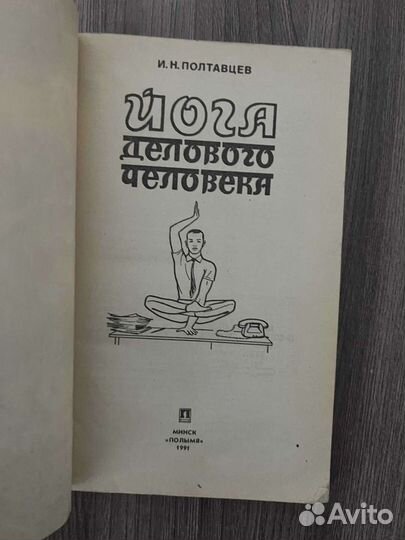 И. Н. ПОЛТАВЦЕВ
ЙОГА
ДЕЛОВОГО
ЧЕЛОВЕКА
МИНСК
«ПОЛЫМЯ»
1991
Avito